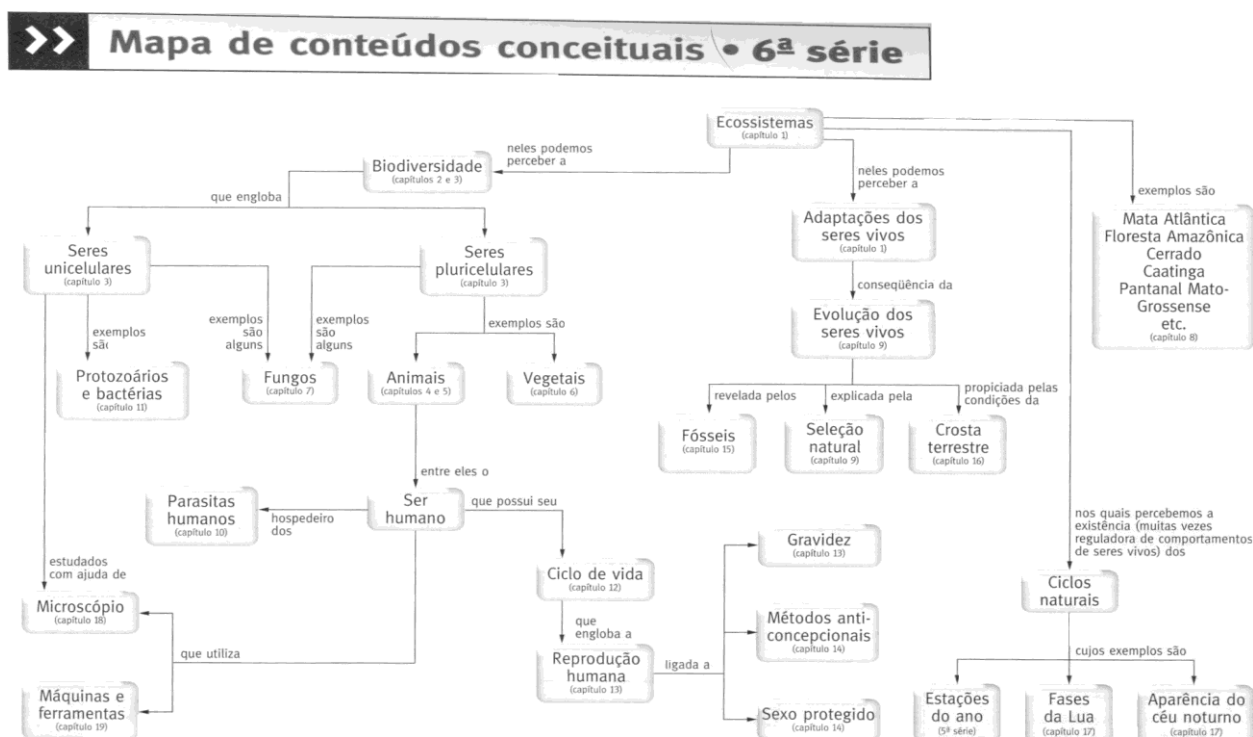 >> Mapa de conteúdos conceituais • 6ª série
Ecossistemas
(capítulo 1)
neles podemos
perceber a
Biodiversidade
(capítulos 2 e 3)
que engloba
Seres
unicelulares
(capítulo 3)
Seres
pluricelulares
(capítulo 3)
exemplos
são
Protozoários
e bactérias
(capítulo 11)
exemplos
são
alguns
exemplos
são
alguns
Fungos
(capítulo 7)
exemplos são
Animais
(capítulos 4 e 5)
Vegetais
(capítulo 6)
neles podemos
perceber a
Adaptações dos
seres vivos
(capítulo 1)
conseqüência da
Evolução dos
seres vivos
(capítulo 9)
revelada pelos
explicada pela
propiciada pelas
condições da
Fósseis
(capítulo 15)
Seleção
natural
(capítulo 9)
Crosta
terrestre
(capítulo 16)
exemplos são
Mata Atlântica
Floresta Amazônica
Cerrado
Caatinga
Pantanal Mato-
Grossense
etc.
(capítulo 8)
entre eles o
Ser
humano
hospedeiro
dos
Parasitas
humanos
(capítulo 10)
que possui seu
Ciclo de vida
(capítulo 12)
que
engloba a
Reprodução
humana
(capítulo 13)
ligada a
Gravidez
(capítulo 13)
Métodos anti-
concepcionais
(capítulo 14)
Sexo protegido
(capítulo 14)
estudados
com ajuda de
Microscópio
(capítulo 18)
que utiliza
Máquinas e
ferramentas
(capítulo 19)
nos quais percebemos a
existência (muitas vezes
reguladora de comportamentos
de seres vivos) dos
Ciclos
naturais
cujos exemplos são
Estações
do ano
(5ª série)
Fases
da Lua
(capítulo 17)
Aparência do
céu noturno
(capítulo 17)